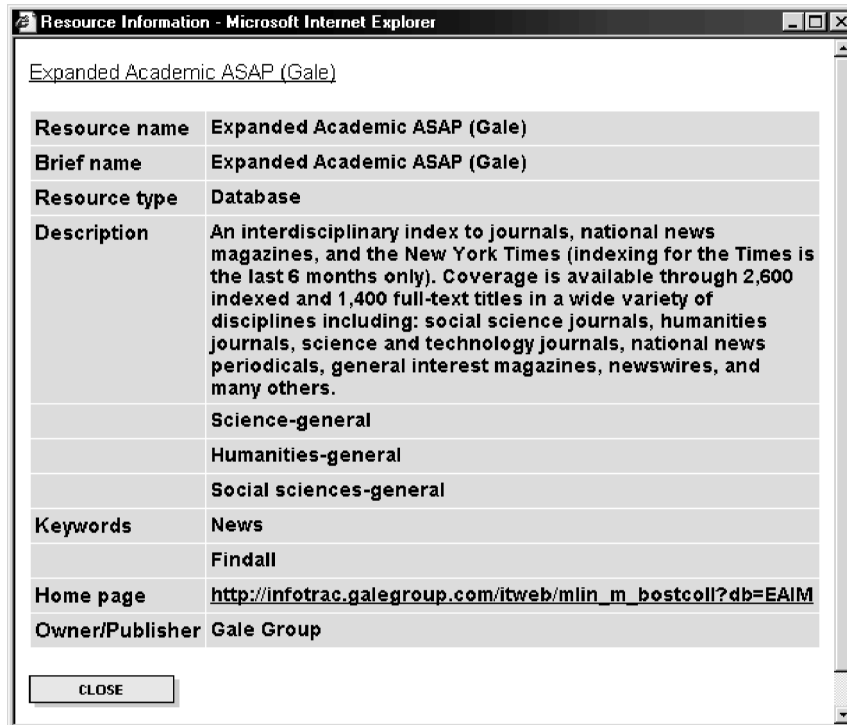 Resource Information - Microsoft Internet Explorer
Expanded Academic ASAP (Gale)
Resource name Expanded Academic ASAP (Gale)
Brief name Expanded Academic ASAP (Gale)
Resource type Database
Description An interdisciplinary index to journals, national news
magazines, and the New York Times (indexing for the Times is
the last 6 months only). Coverage is available through 2,600
indexed and 1,400 full-text titles in a wide variety of
disciplines including: social science journals, humanities
journals, science and technology journals, national news
periodicals, general interest magazines, newswires, and
many others.
Science-general
Humanities-general
Social sciences-general
Keywords News
Findall
Home page http://infotrac.galegroup.com/itweb/mlin_m_bostcoll?db=EAIM
Owner/Publisher Gale Group
CLOSE